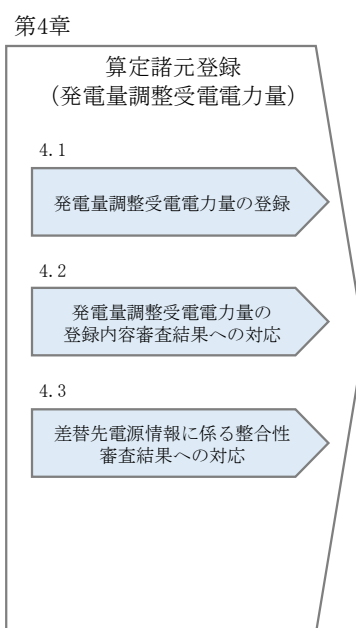 第4章
算定諸元登録
（発電量調整受電電力量）
4.1
発電量調整受電電力量の登録
4.2
発電量調整受電電力量の
登録内容審査結果への対応
4.3
差替先電源情報に係る整合性
審査結果への対応